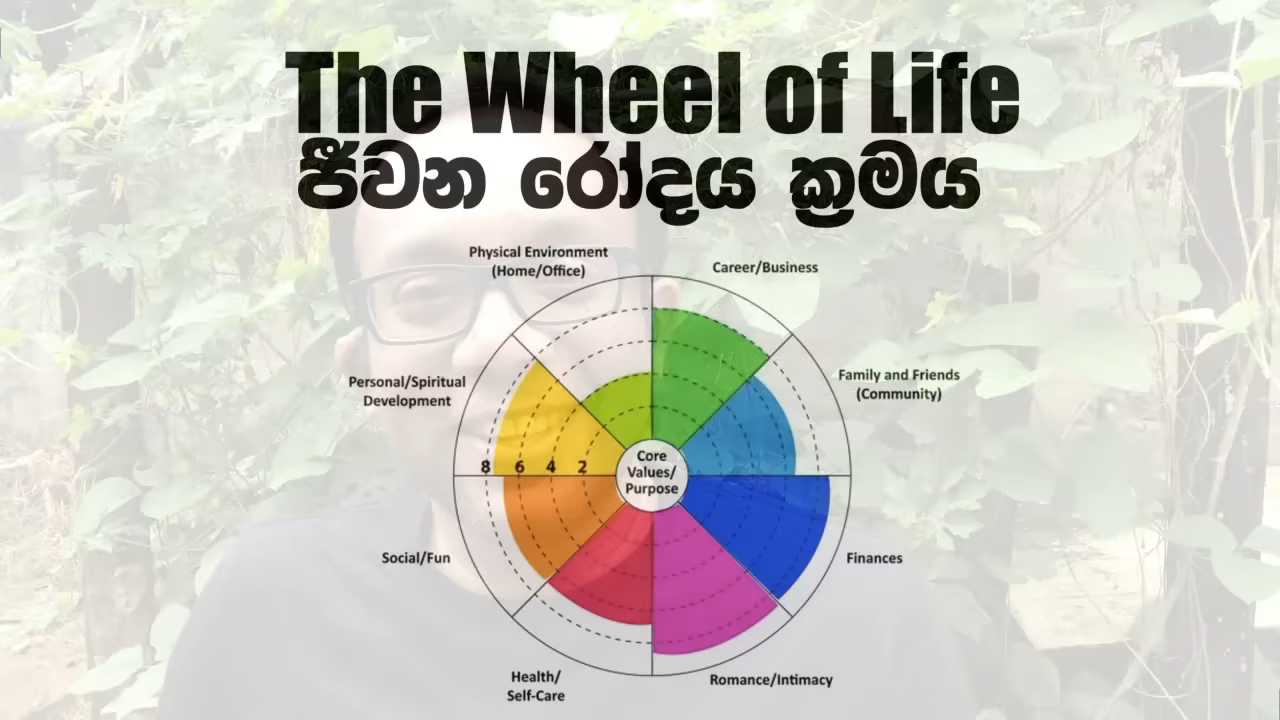 The Wheel of Life
ජීවන රෝදය ක්‍රමය
Physical Environment
(Home/Office)
Career/Business
Personal/Spiritual
Development
Family and Friends
(Community)
8 6 4 2
Core
Values/
Purpose
Social/Fun
Finances
Health/
Self-Care
Romance/Intimacy